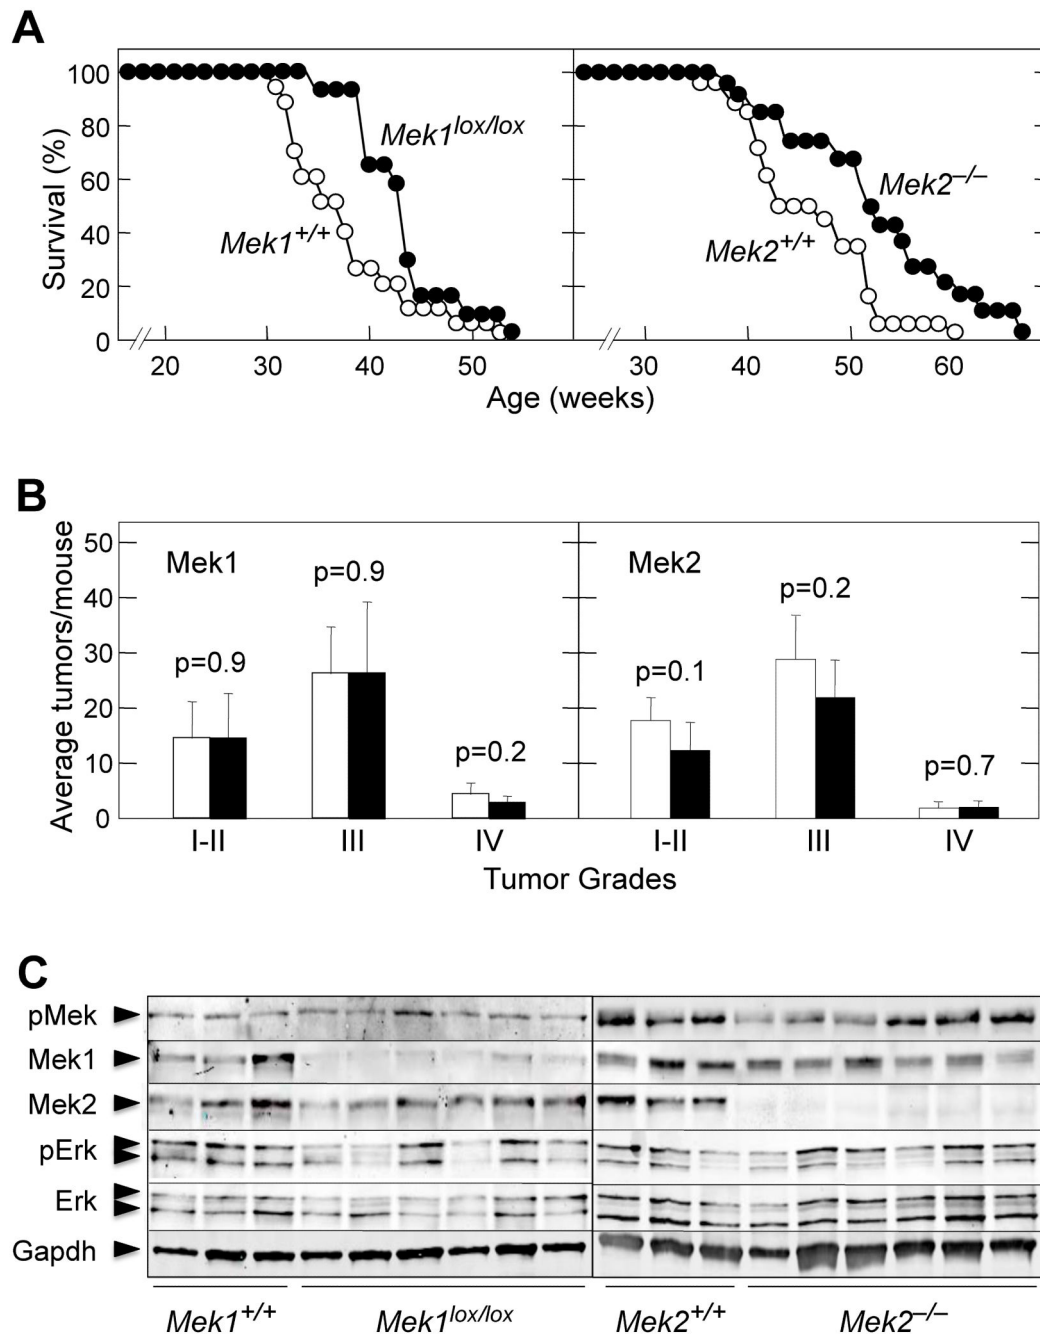 A
Survival (%)
100
80
60
40
20
0
Mek1lox/lox
Mek1+/+
Mek2–/–
Mek2+/+
20 30 40 50 30 40 50 60
Age (weeks)
B
Average tumors/mouse
50
40
30
20
10
0
Mek1
p=0.9
p=0.9
p=0.2
Mek2
p=0.1
p=0.2
p=0.7
I-II III IV I-II III IV
Tumor Grades
C
pMek
Mek1
Mek2
pErk
Erk
Gapdh
Mek1+/+ Mek1lox/lox Mek2+/+ Mek2–/–